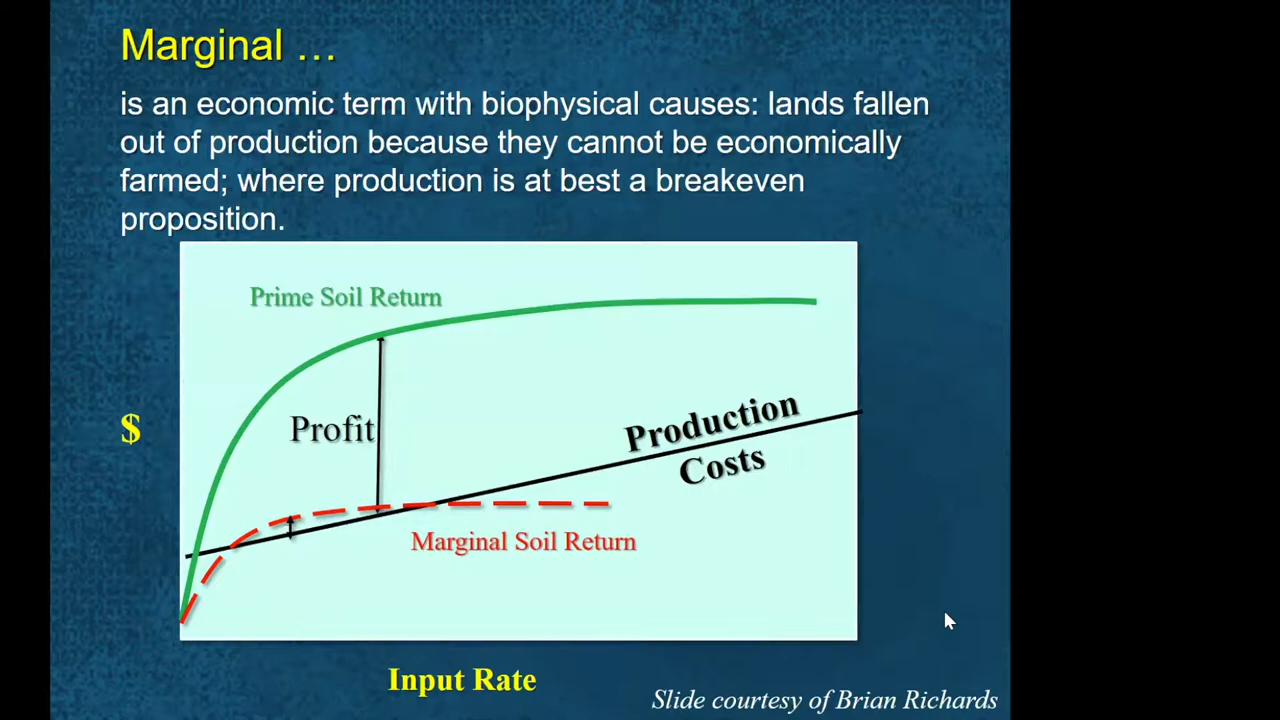 Marginal …
is an economic term with biophysical causes: lands fallen
out of production because they cannot be economically
farmed; where production is at best a breakeven
proposition.
Prime Soil Return
Profit
$
Production
Costs
Marginal Soil Return
Input Rate
Slide courtesy of Brian Richards